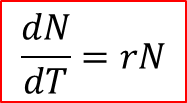 dN/dT = rN